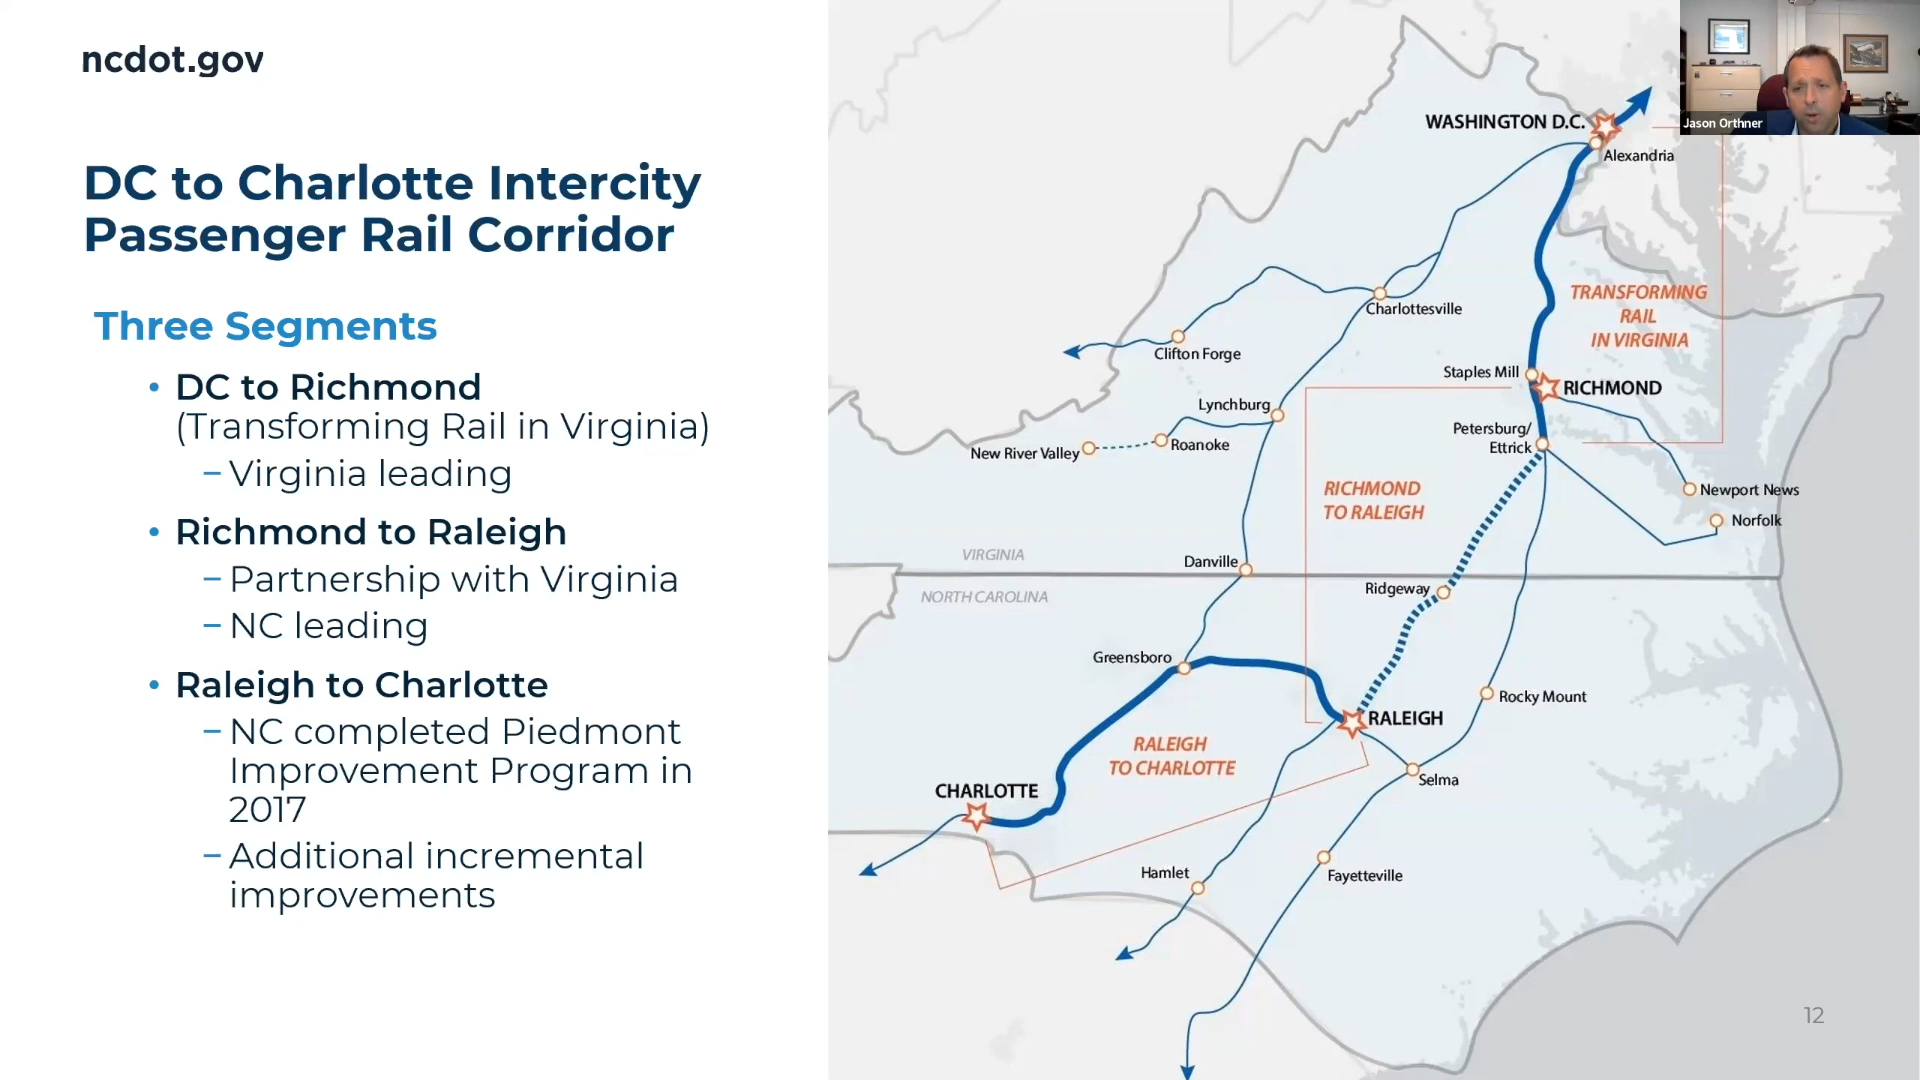 ncdot.gov
DC to Charlotte Intercity
Passenger Rail Corridor
Three Segments
• DC to Richmond
(Transforming Rail in Virginia)
– Virginia leading
• Richmond to Raleigh
– Partnership with Virginia
– NC leading
• Raleigh to Charlotte
– NC completed Piedmont
Improvement Program in
2017
– Additional incremental
improvements
Jason Orthner
WASHINGTON D.C.
Alexandria
TRANSFORMING
RAIL
IN VIRGINIA
Charlottesville
Clifton Forge
Staples Mill
RICHMOND
Lynchburg
Petersburg/
Ettrick
Roanoke
New River Valley
Newport News
RICHMOND
TO RALEIGH
Norfolk
VIRGINIA
Danville
NORTH CAROLINA
Ridgeway
Greensboro
Rocky Mount
RALEIGH
RALEIGH
TO CHARLOTTE
Selma
CHARLOTTE
Hamlet
Fayetteville
12